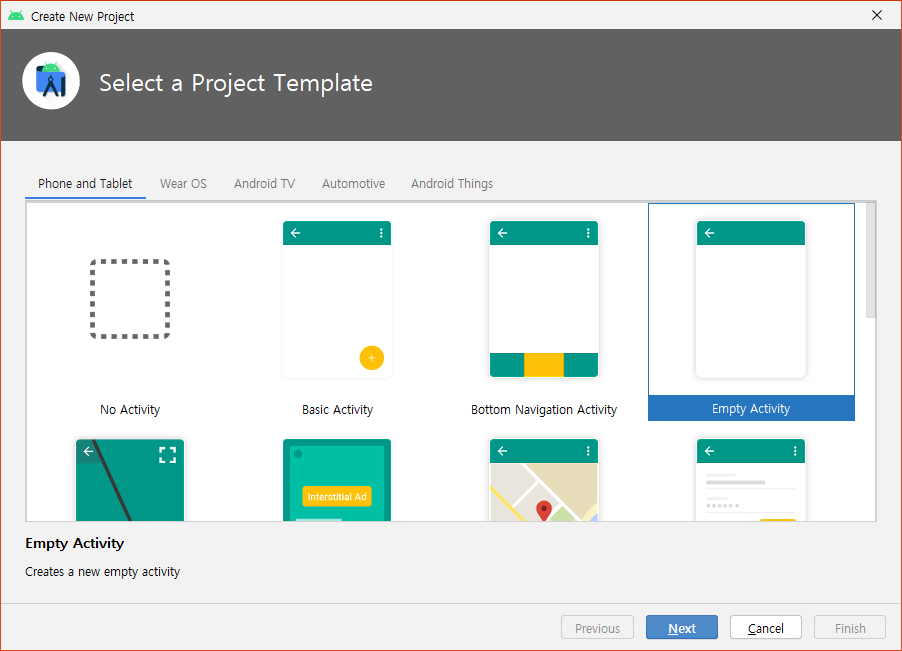 Create New Project
Select a Project Template
Phone and Tablet Wear OS Android TV Automotive Android Things
No Activity Basic Activity Bottom Navigation Activity Empty Activity
Interstitial Ad
Empty Activity
Creates a new empty activity
Previous Next Cancel Finish